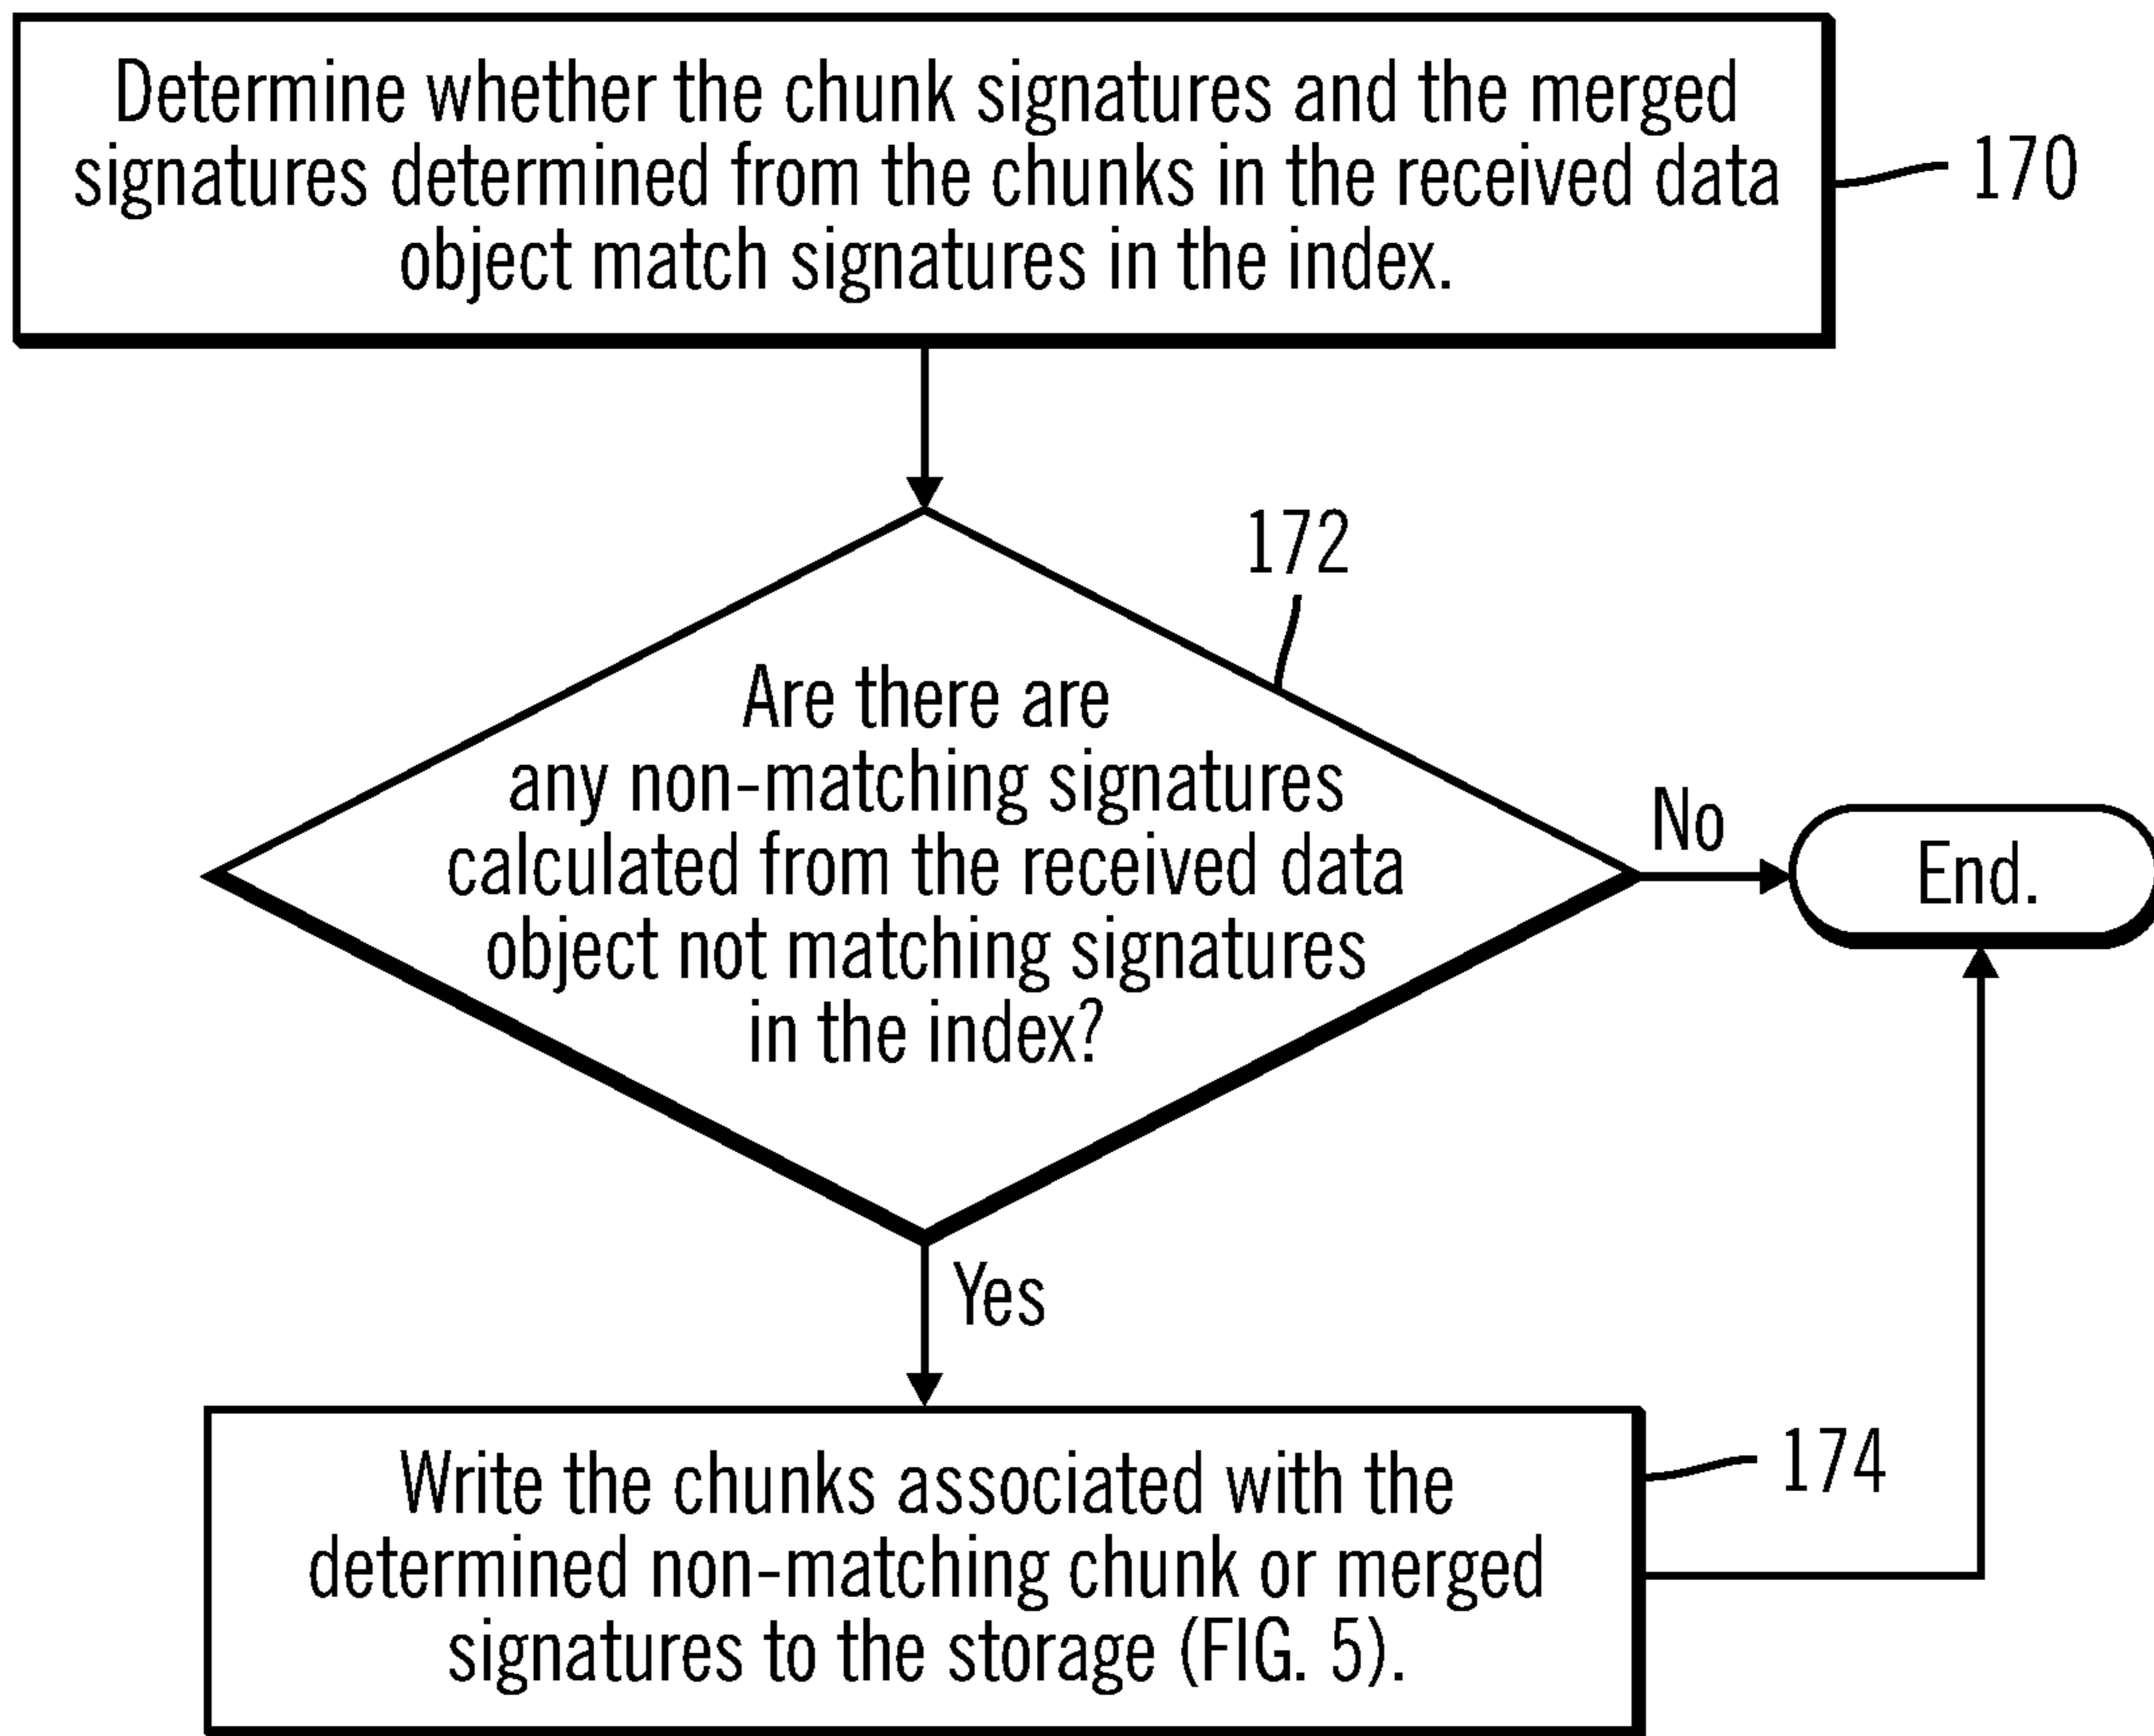 Determine whether the chunk signatures and the merged
signatures determined from the chunks in the received data
object match signatures in the index.
170
172
Are there are
any non-matching signatures
calculated from the received data
object not matching signatures
in the index?
No
End.
Yes
Write the chunks associated with the
determined non-matching chunk or merged
signatures to the storage (FIG. 5).
174